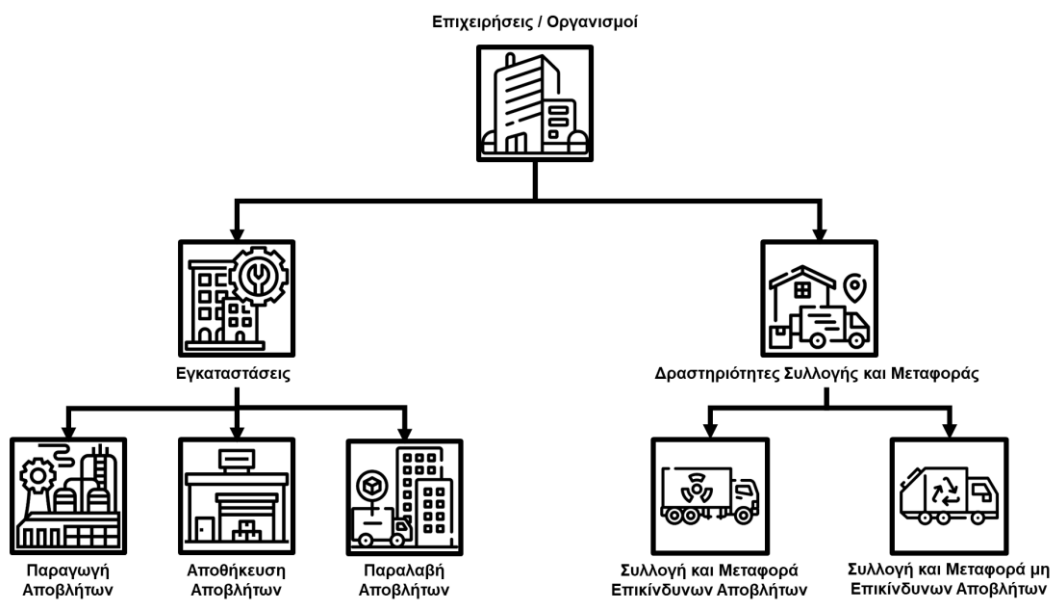 Επιχειρήσεις / Οργανισμοί
Εγκαταστάσεις
Δραστηριότητες Συλλογής και Μεταφοράς
Παραγωγή
Αποβλήτων
Αποθήκευση
Αποβλήτων
Παραλαβή
Αποβλήτων
Συλλογή και Μεταφορά
Επικίνδυνων Αποβλήτων
Συλλογή και Μεταφορά μη
Επικίνδυνων Αποβλήτων